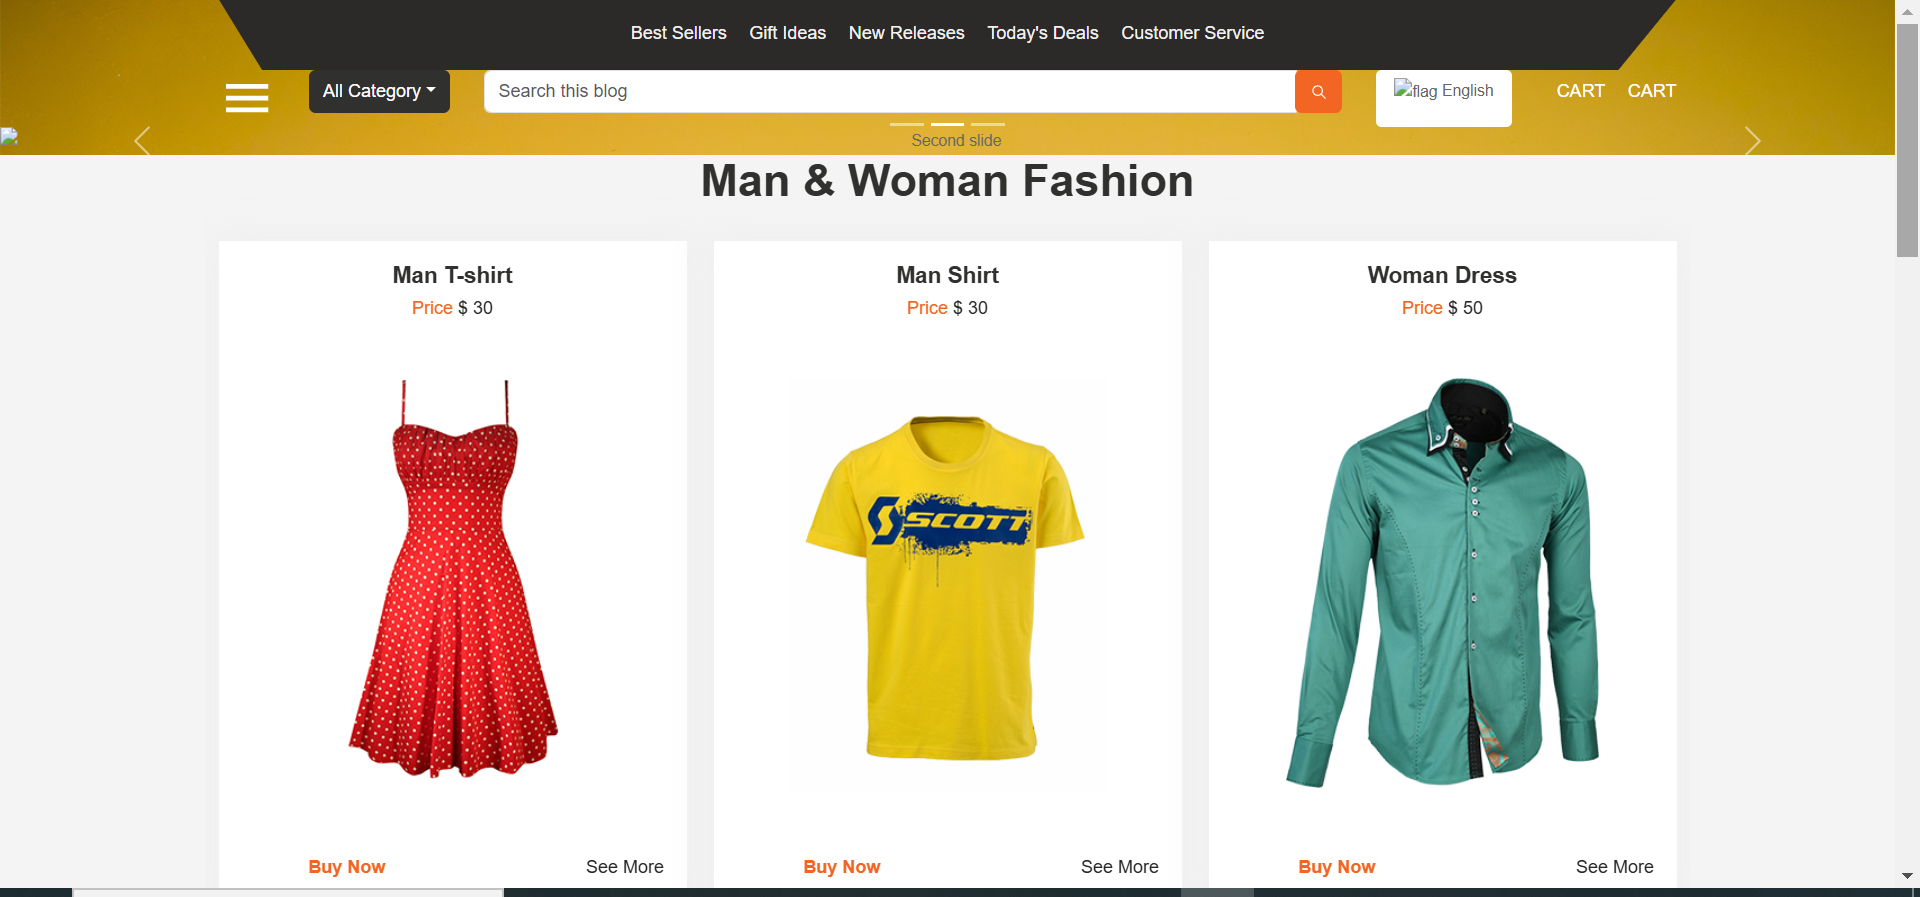 Best Sellers Gift Ideas New Releases Today's Deals Customer Service
All Category Search this blog flag English CART CART
Second slide
Man & Woman Fashion
Man T-shirt
Price $ 30
Man Shirt
Price $ 30
Woman Dress
Price $ 50
S SCOTT
Buy Now See More
Buy Now See More
Buy Now See More